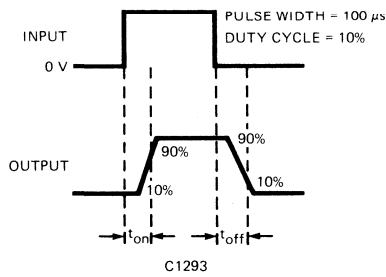 INPUT
PULSE WIDTH = 100 µs
DUTY CYCLE = 10%
0 V
OUTPUT
90%
90%
10%
10%
ton
toff
C1293